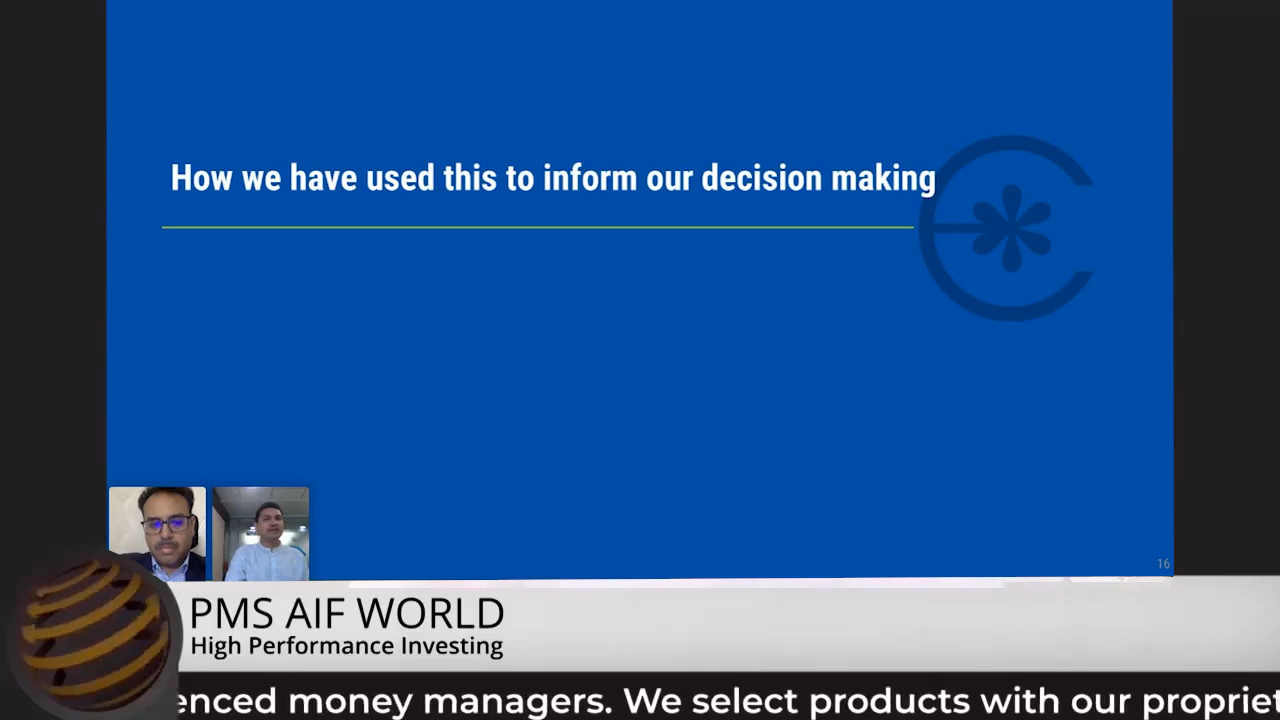 How we have used this to inform our decision making
16
PMS AIF WORLD
High Performance Investing
enced money managers. We select products with our propriet